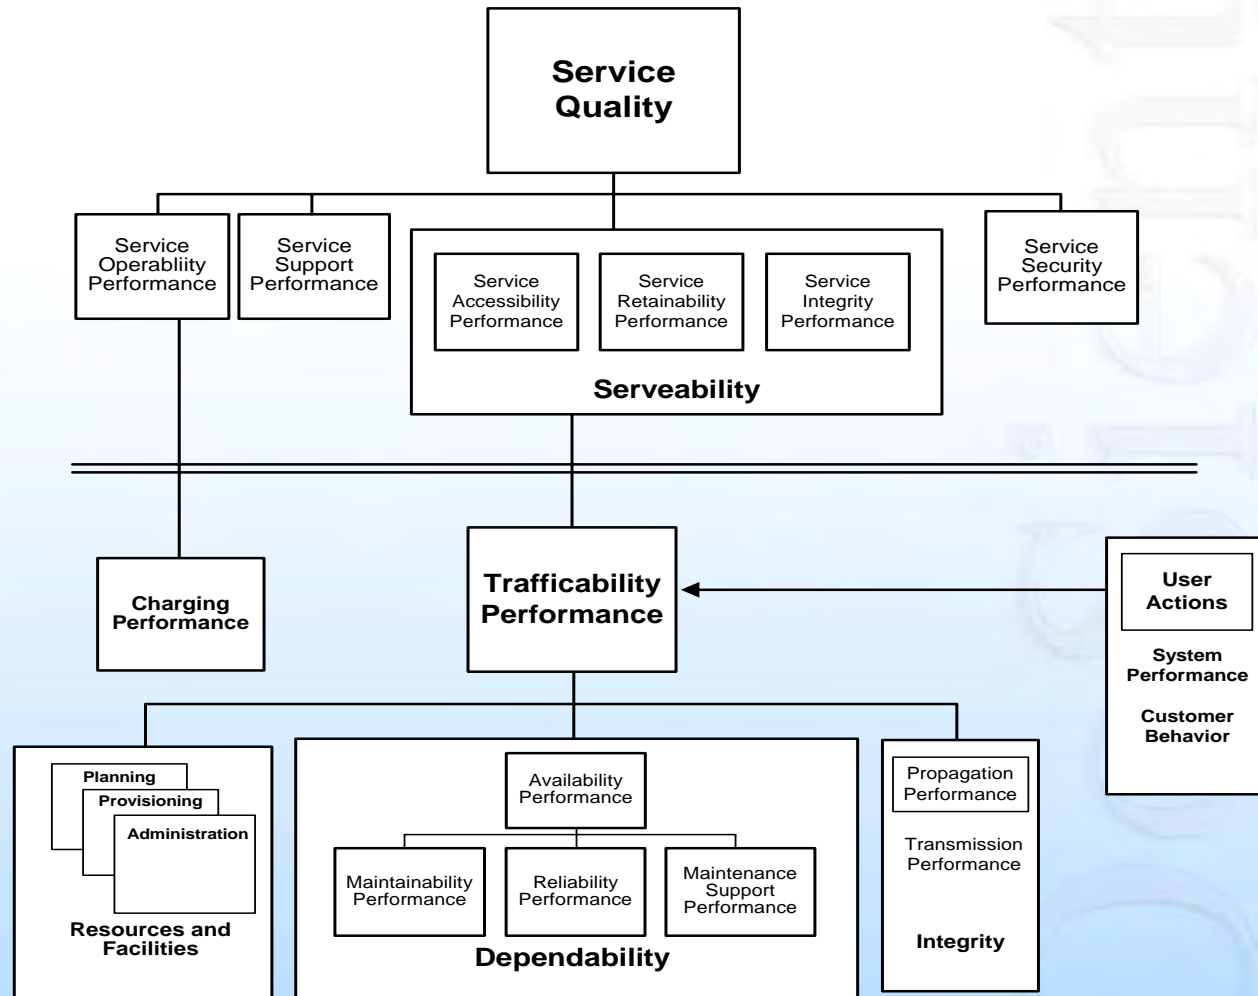 Service
Quality
Service
Operabliity
Performance
Service
Support
Performance
Service
Accessibility
Performance
Service
Retainability
Performance
Service
Integrity
Performance
Serveability
Service
Security
Performance
Charging
Performance
Trafficability
Performance
User
Actions
System
Performance
Customer
Behavior
Planning
Provisioning
Administration
Resources and
Facilities
Availability
Performance
Maintainability
Performance
Reliability
Performance
Maintenance
Support
Performance
Dependability
Propagation
Performance
Transmission
Performance
Integrity